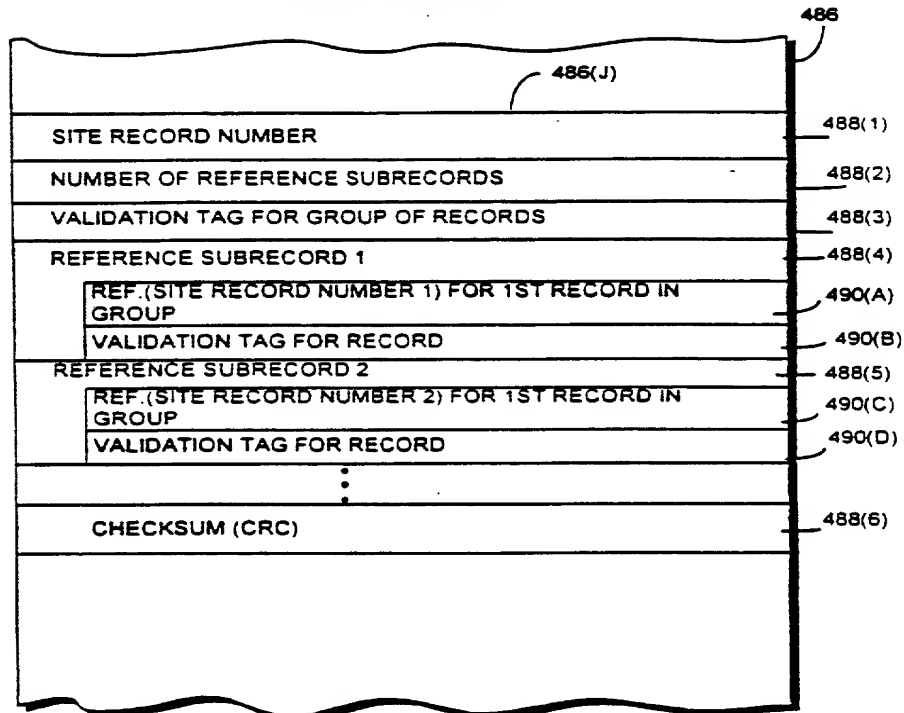 486
486(J)
SITE RECORD NUMBER 488(1)
NUMBER OF REFERENCE SUBRECORDS 488(2)
VALIDATION TAG FOR GROUP OF RECORDS 488(3)
REFERENCE SUBRECORD 1 488(4)
REF.(SITE RECORD NUMBER 1) FOR 1ST RECORD IN
GROUP 490(A)
VALIDATION TAG FOR RECORD 490(B)
REFERENCE SUBRECORD 2 488(5)
REF.(SITE RECORD NUMBER 2) FOR 1ST RECORD IN
GROUP 490(C)
VALIDATION TAG FOR RECORD 490(D)
CHECKSUM (CRC) 488(6)